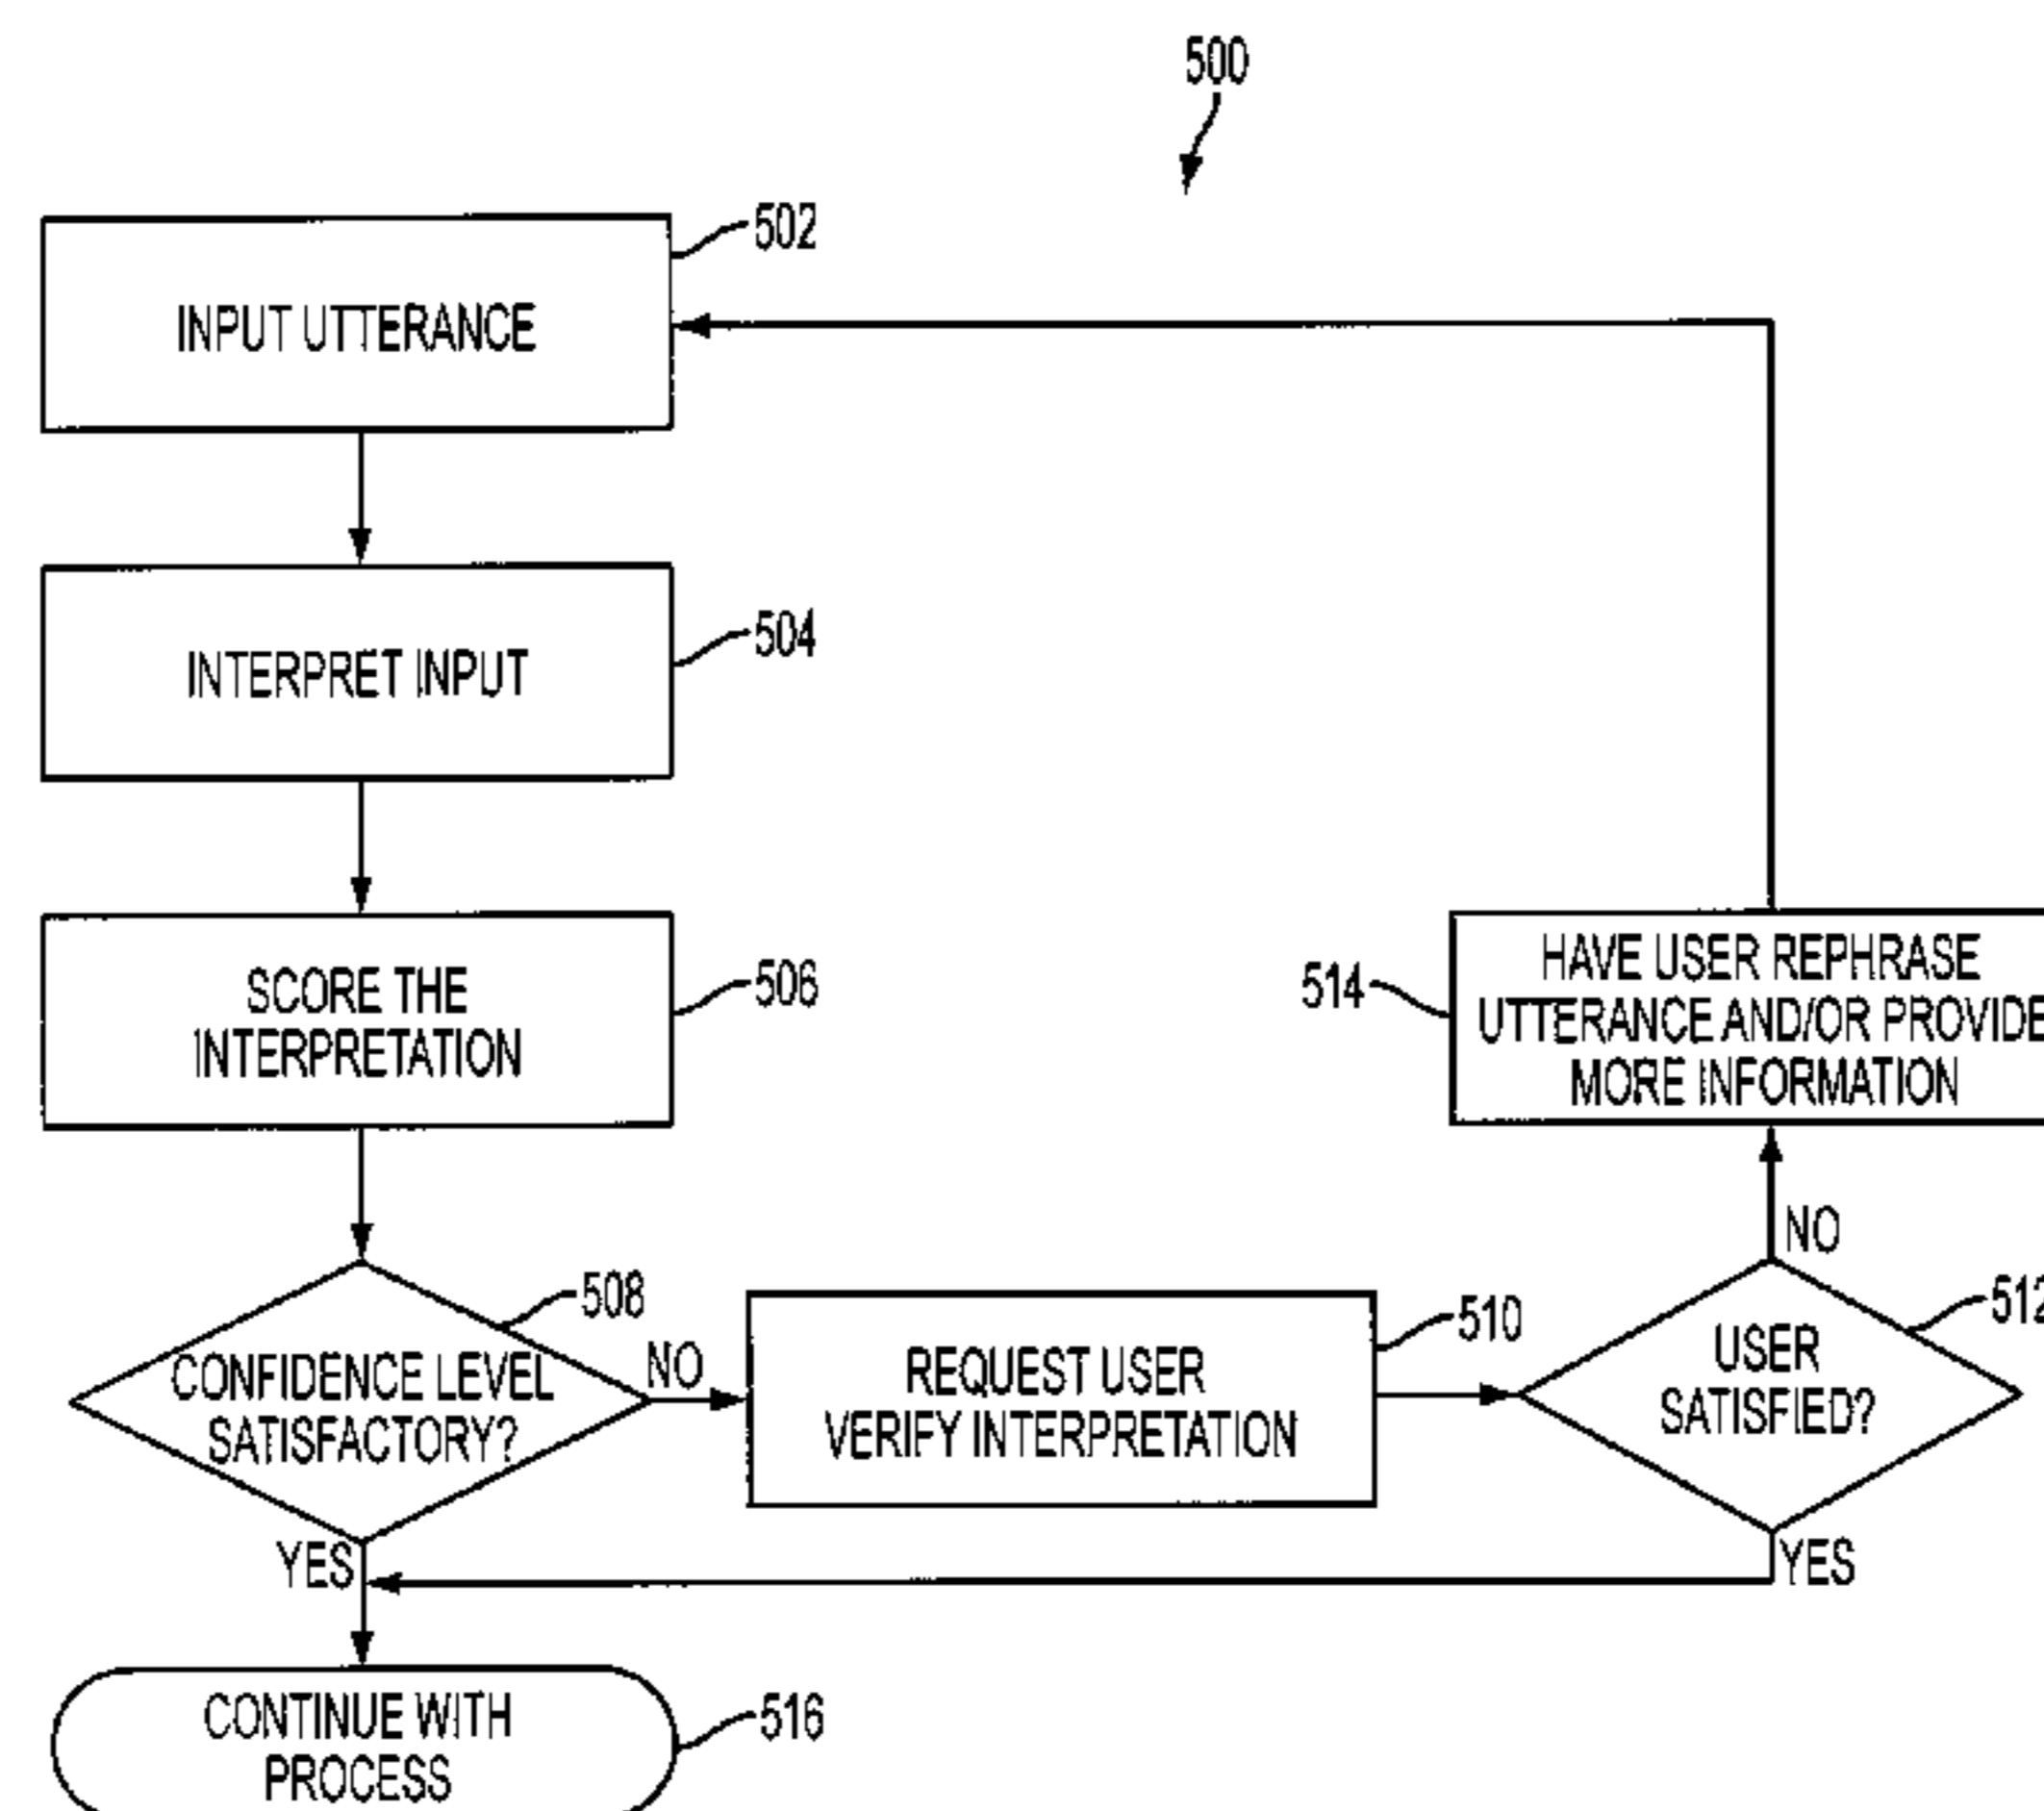 500
502
INPUT UTTERANCE
504
INTERPRET INPUT
506
SCORE THE
INTERPRETATION
514
HAVE USER REPHRASE
UTTERANCE AND/OR PROVIDE
MORE INFORMATION
508
CONFIDENCE LEVEL
SATISFACTORY?
NO
510
REQUEST USER
VERIFY INTERPRETATION
NO
512
USER
SATISFIED?
YES
YES
516
CONTINUE WITH
PROCESS